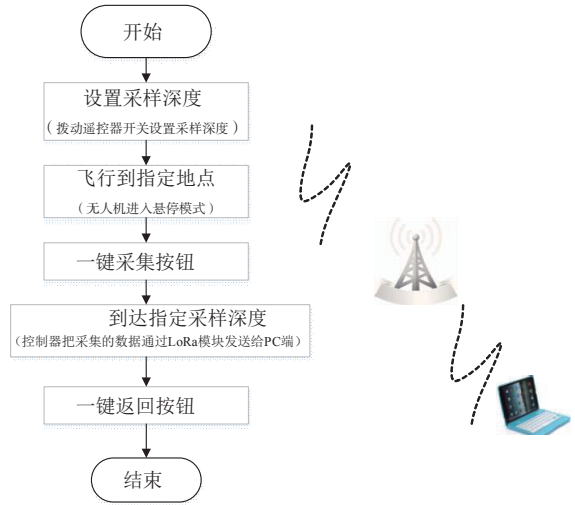 开始
设置采样深度
（拨动遥控器开关设置采样深度）
飞行到指定地点
（无人机进入悬停模式）
一键采集按钮
到达指定采样深度
（控制器把采集的数据通过LoRa模块发送给PC端）
一键返回按钮
结束